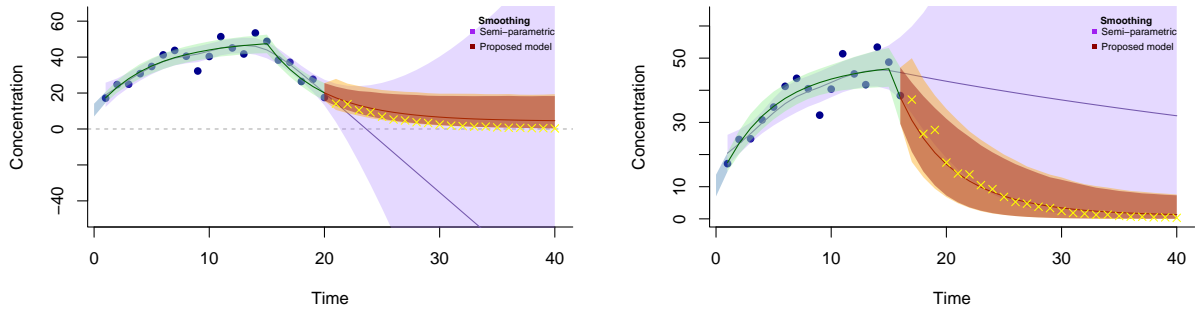 Smoothing
Semi−parametric
Proposed model
60
40
20
0
−40
Concentration
0 10 20 30 40
Time
Smoothing
Semi−parametric
Proposed model
50
30
10
0
Concentration
0 10 20 30 40
Time